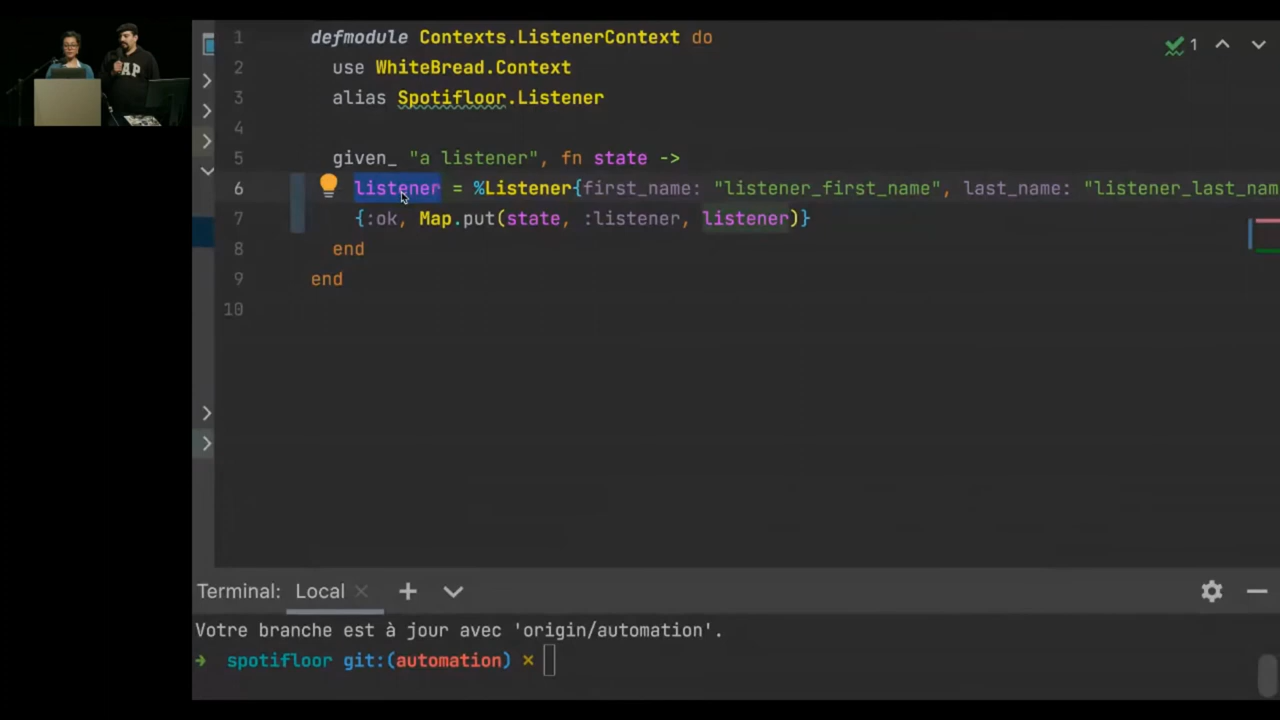 1 defmodule Contexts.ListenerContext do
2 use WhiteBread.Context
3 alias Spotifloor.Listener
4
5 given_ "a listener", fn state ->
6 listener = %Listener{first_name: "listener_first_name", last_name: "listener_last_nam
7 {:ok, Map.put(state, :listener, listener)}
8 end
9 end
10
1
AP
Terminal: Local
Votre branche est à jour avec 'origin/automation'.
→ spotifloor git:(automation) ×